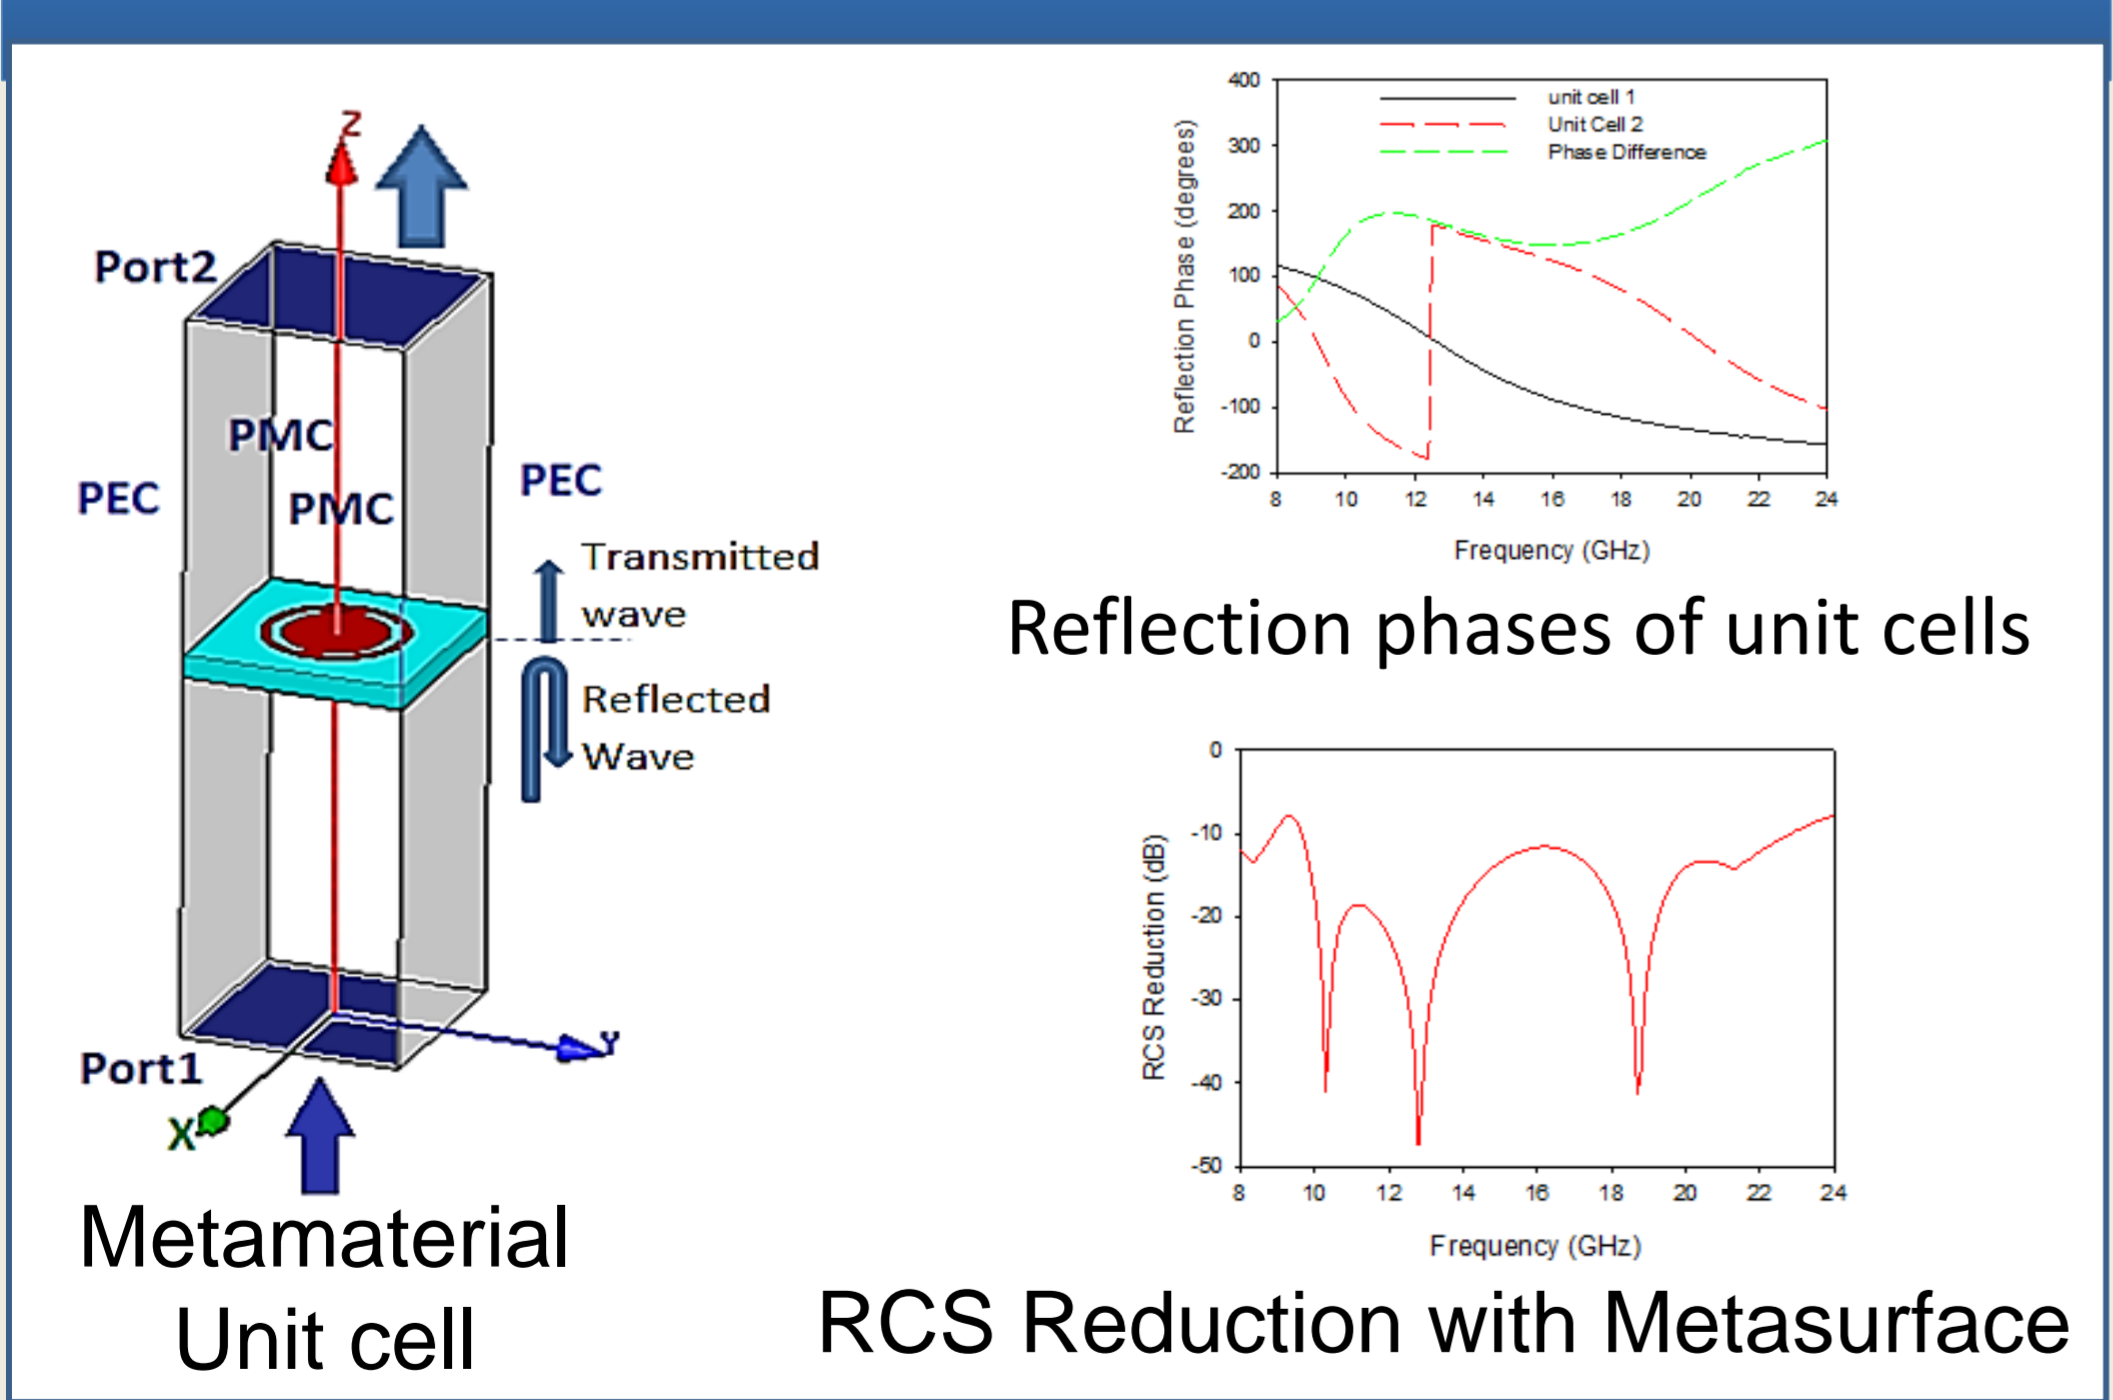 Z
Port2
PMC
PEC
PMC
PEC
Transmitted
wave
Reflected
Wave
Port1
Y
X
Metamaterial
Unit cell
400
300
200
100
0
-100
-200
unit cell 1
Unit Cell 2
Phase Difference
Reflection Phase (degrees)
8 10 12 14 16 18 20 22 24
Frequency (GHz)
Reflection phases of unit cells
0
-10
-20
-30
-40
-50
RCS Reduction (dB)
8 10 12 14 16 18 20 22 24
Frequency (GHz)
RCS Reduction with Metasurface